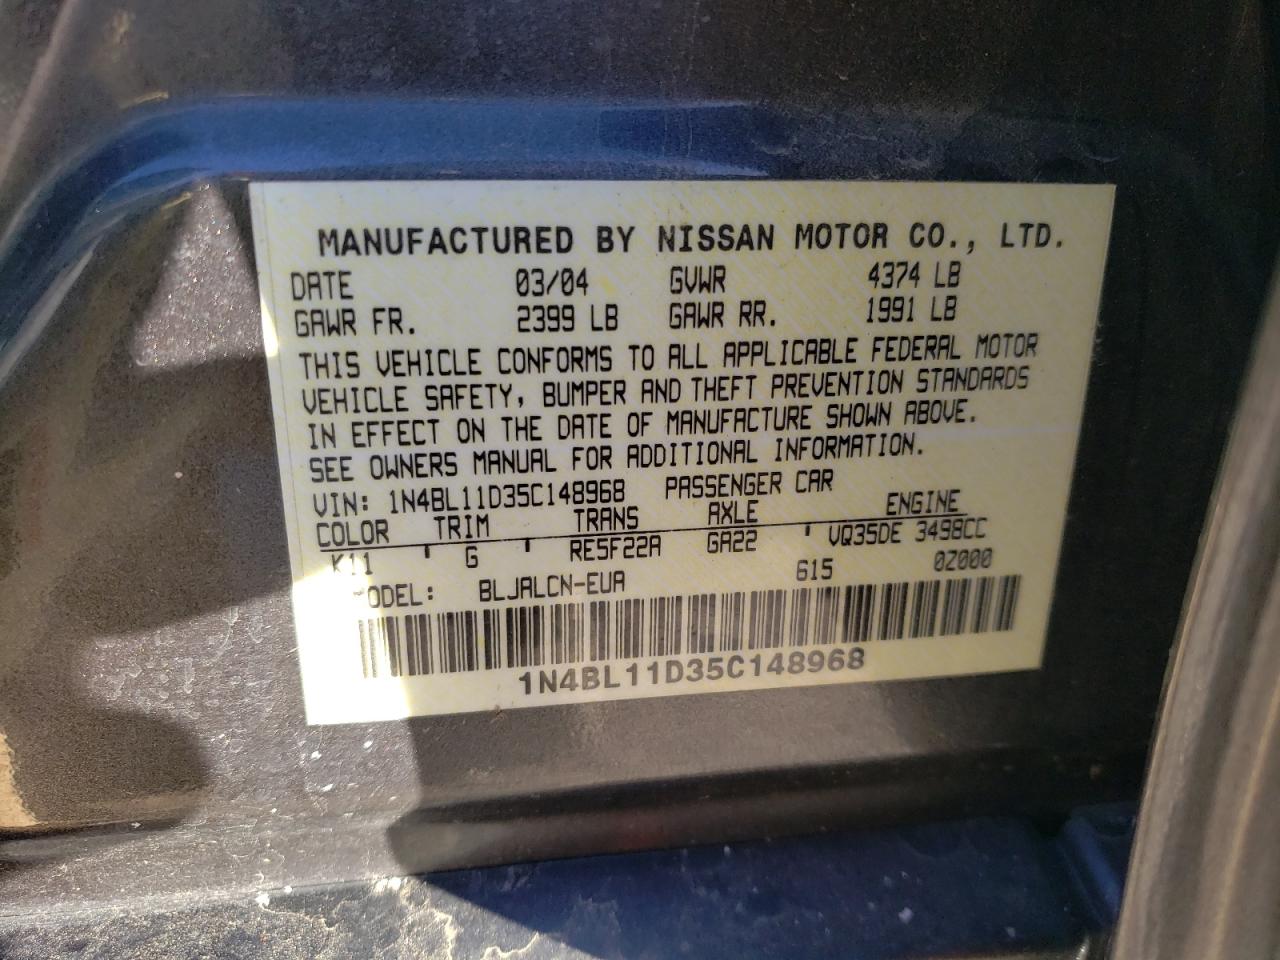 MANUFACTURED BY NISSAN MOTOR CO., LTD.
DATE 03/04 GVWR 4374 LB
GAWR FR. 2399 LB GAWR RR. 1991 LB
THIS VEHICLE CONFORMS TO ALL APPLICABLE FEDERAL MOTOR
VEHICLE SAFETY, BUMPER AND THEFT PREVENTION STANDARDS
IN EFFECT ON THE DATE OF MANUFACTURE SHOWN ABOVE.
SEE OWNERS MANUAL FOR ADDITIONAL INFORMATION.
VIN: 1N4BL11D35C148968 PASSENGER CAR
COLOR TRIM TRANS AXLE ENGINE
K11 ' G ' RE5F22A GA22 ' VQ35DE 3498CC
MODEL: BLJALCN-EUA 615 0Z000
1N4BL11D35C148968